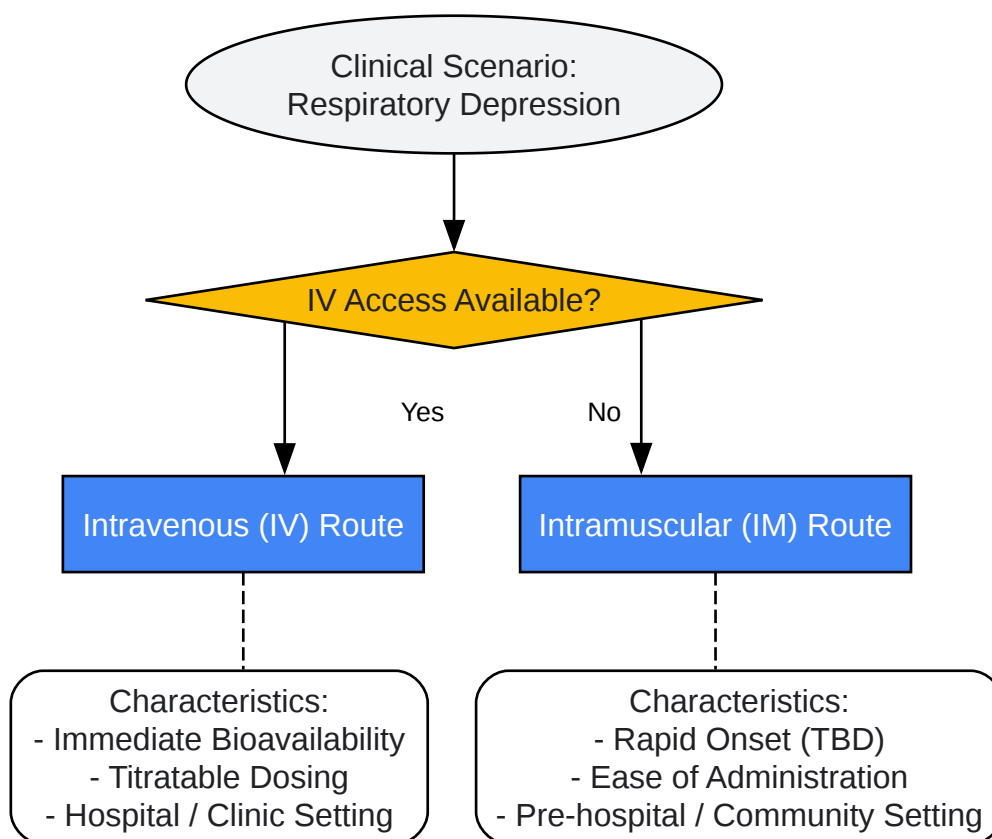 Clinical Scenario:
Respiratory Depression
IV Access Available?
Yes
No
Intravenous (IV) Route
Intramuscular (IM) Route
Characteristics:
- Immediate Bioavailability
- Titratable Dosing
- Hospital / Clinic Setting
Characteristics:
- Rapid Onset (TBD)
- Ease of Administration
- Pre-hospital / Community Setting